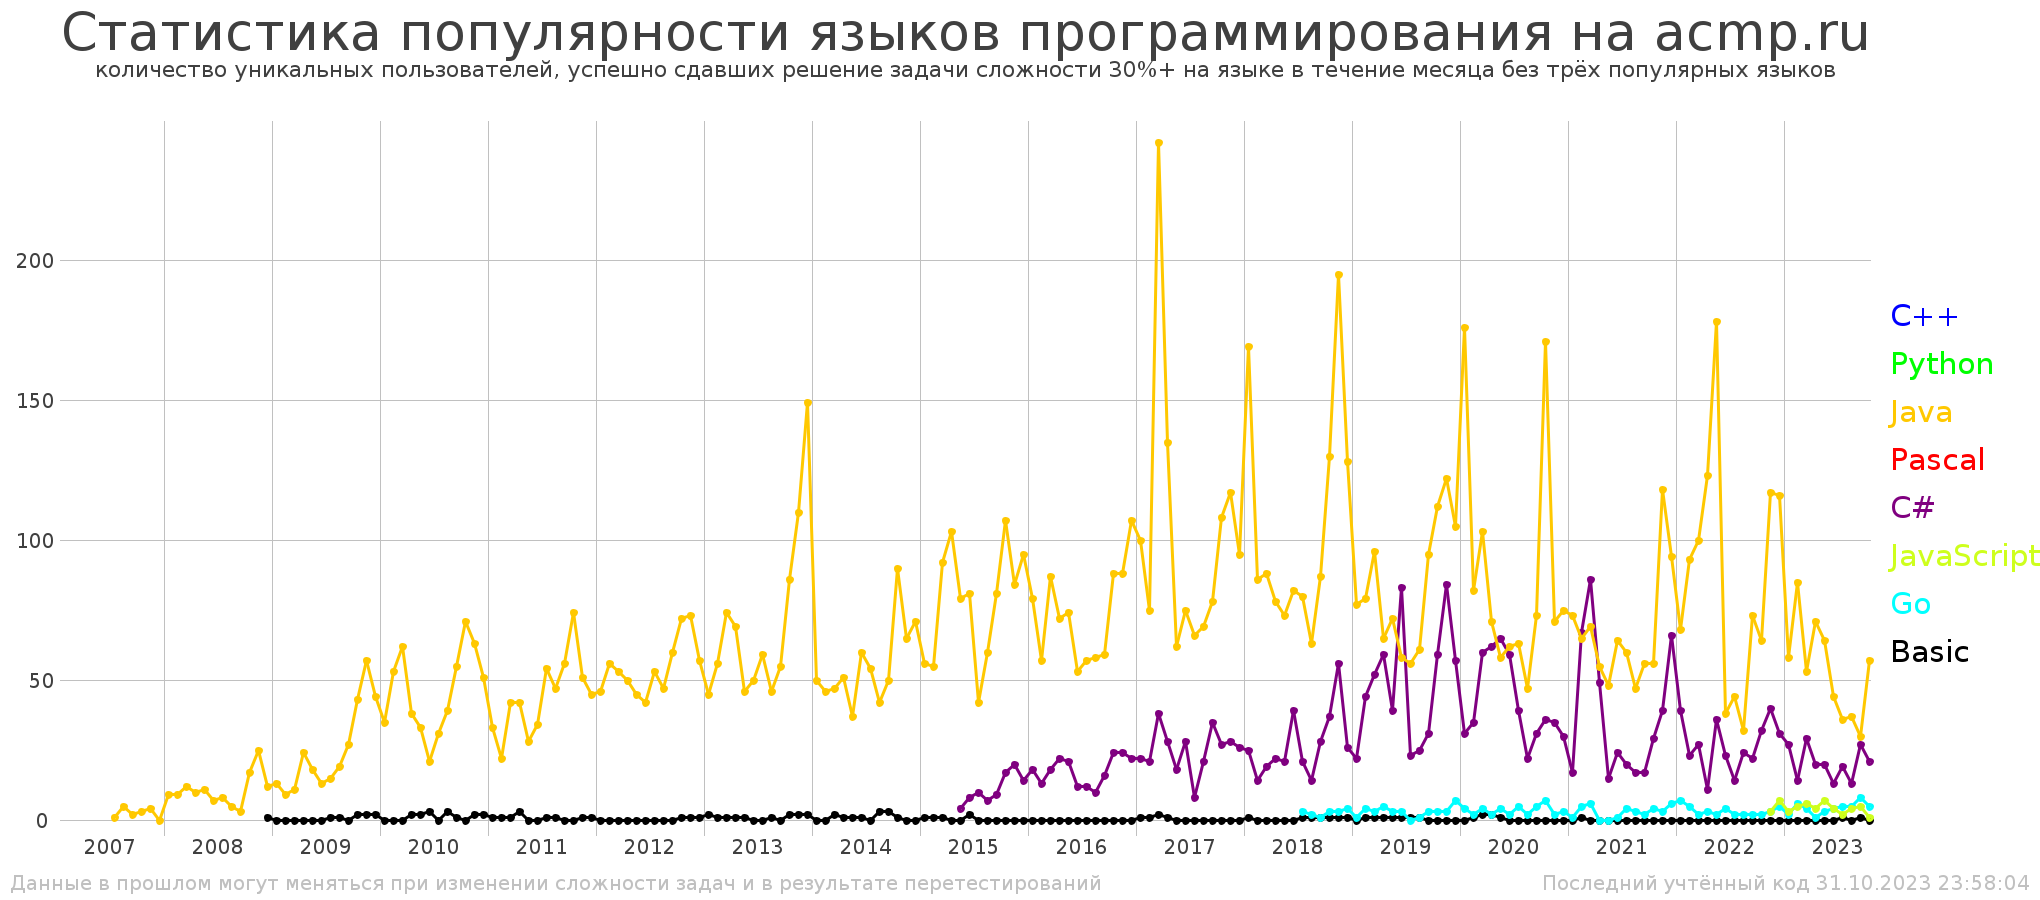 Статистика популярности языков программирования на acmp.ru
количество уникальных пользователей, успешно сдавших решение задачи сложности 30%+ на языке в течение месяца без трёх популярных языков
200
150
100
50
0
C++
Python
Java
Pascal
C#
JavaScript
Go
Basic
2007 2008 2009 2010 2011 2012 2013 2014 2015 2016 2017 2018 2019 2020 2021 2022 2023
Данные в прошлом могут меняться при изменении сложности задач и в результате перетестирований
Последний учтённый код 31.10.2023 23:58:04